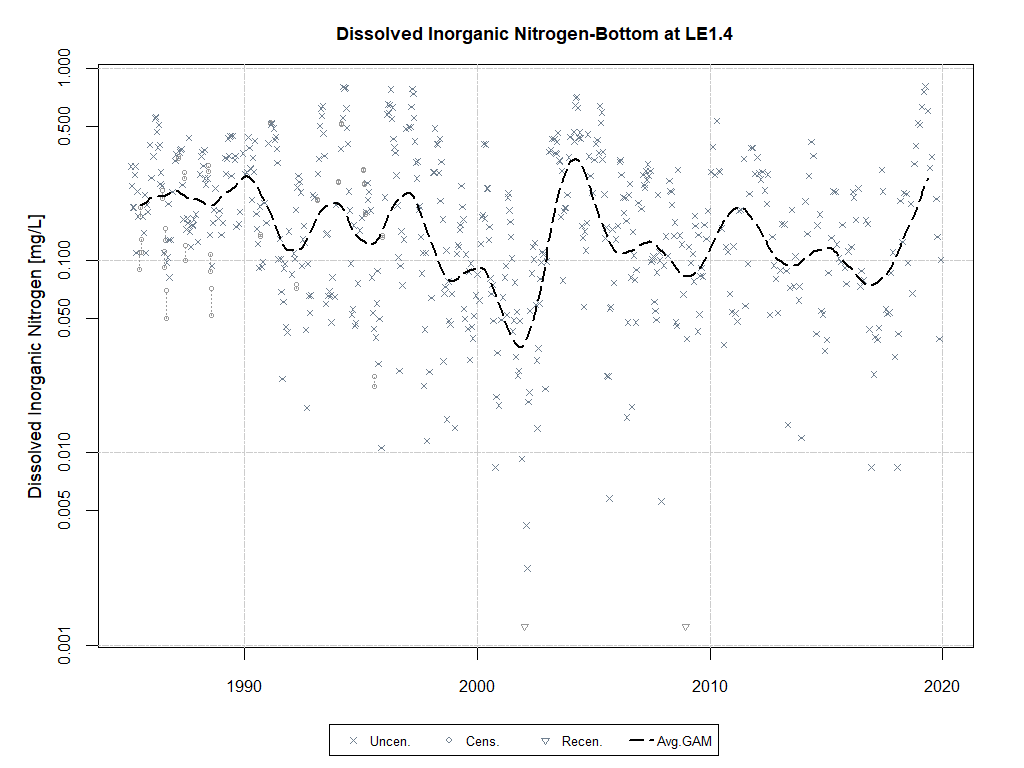 Dissolved Inorganic Nitrogen-Bottom at LE1.4
Dissolved Inorganic Nitrogen [mg/L]
1.000
0.500
0.100
0.050
0.010
0.005
0.001
1990 2000 2010 2020
Uncen. Cens. Recen. Avg.GAM